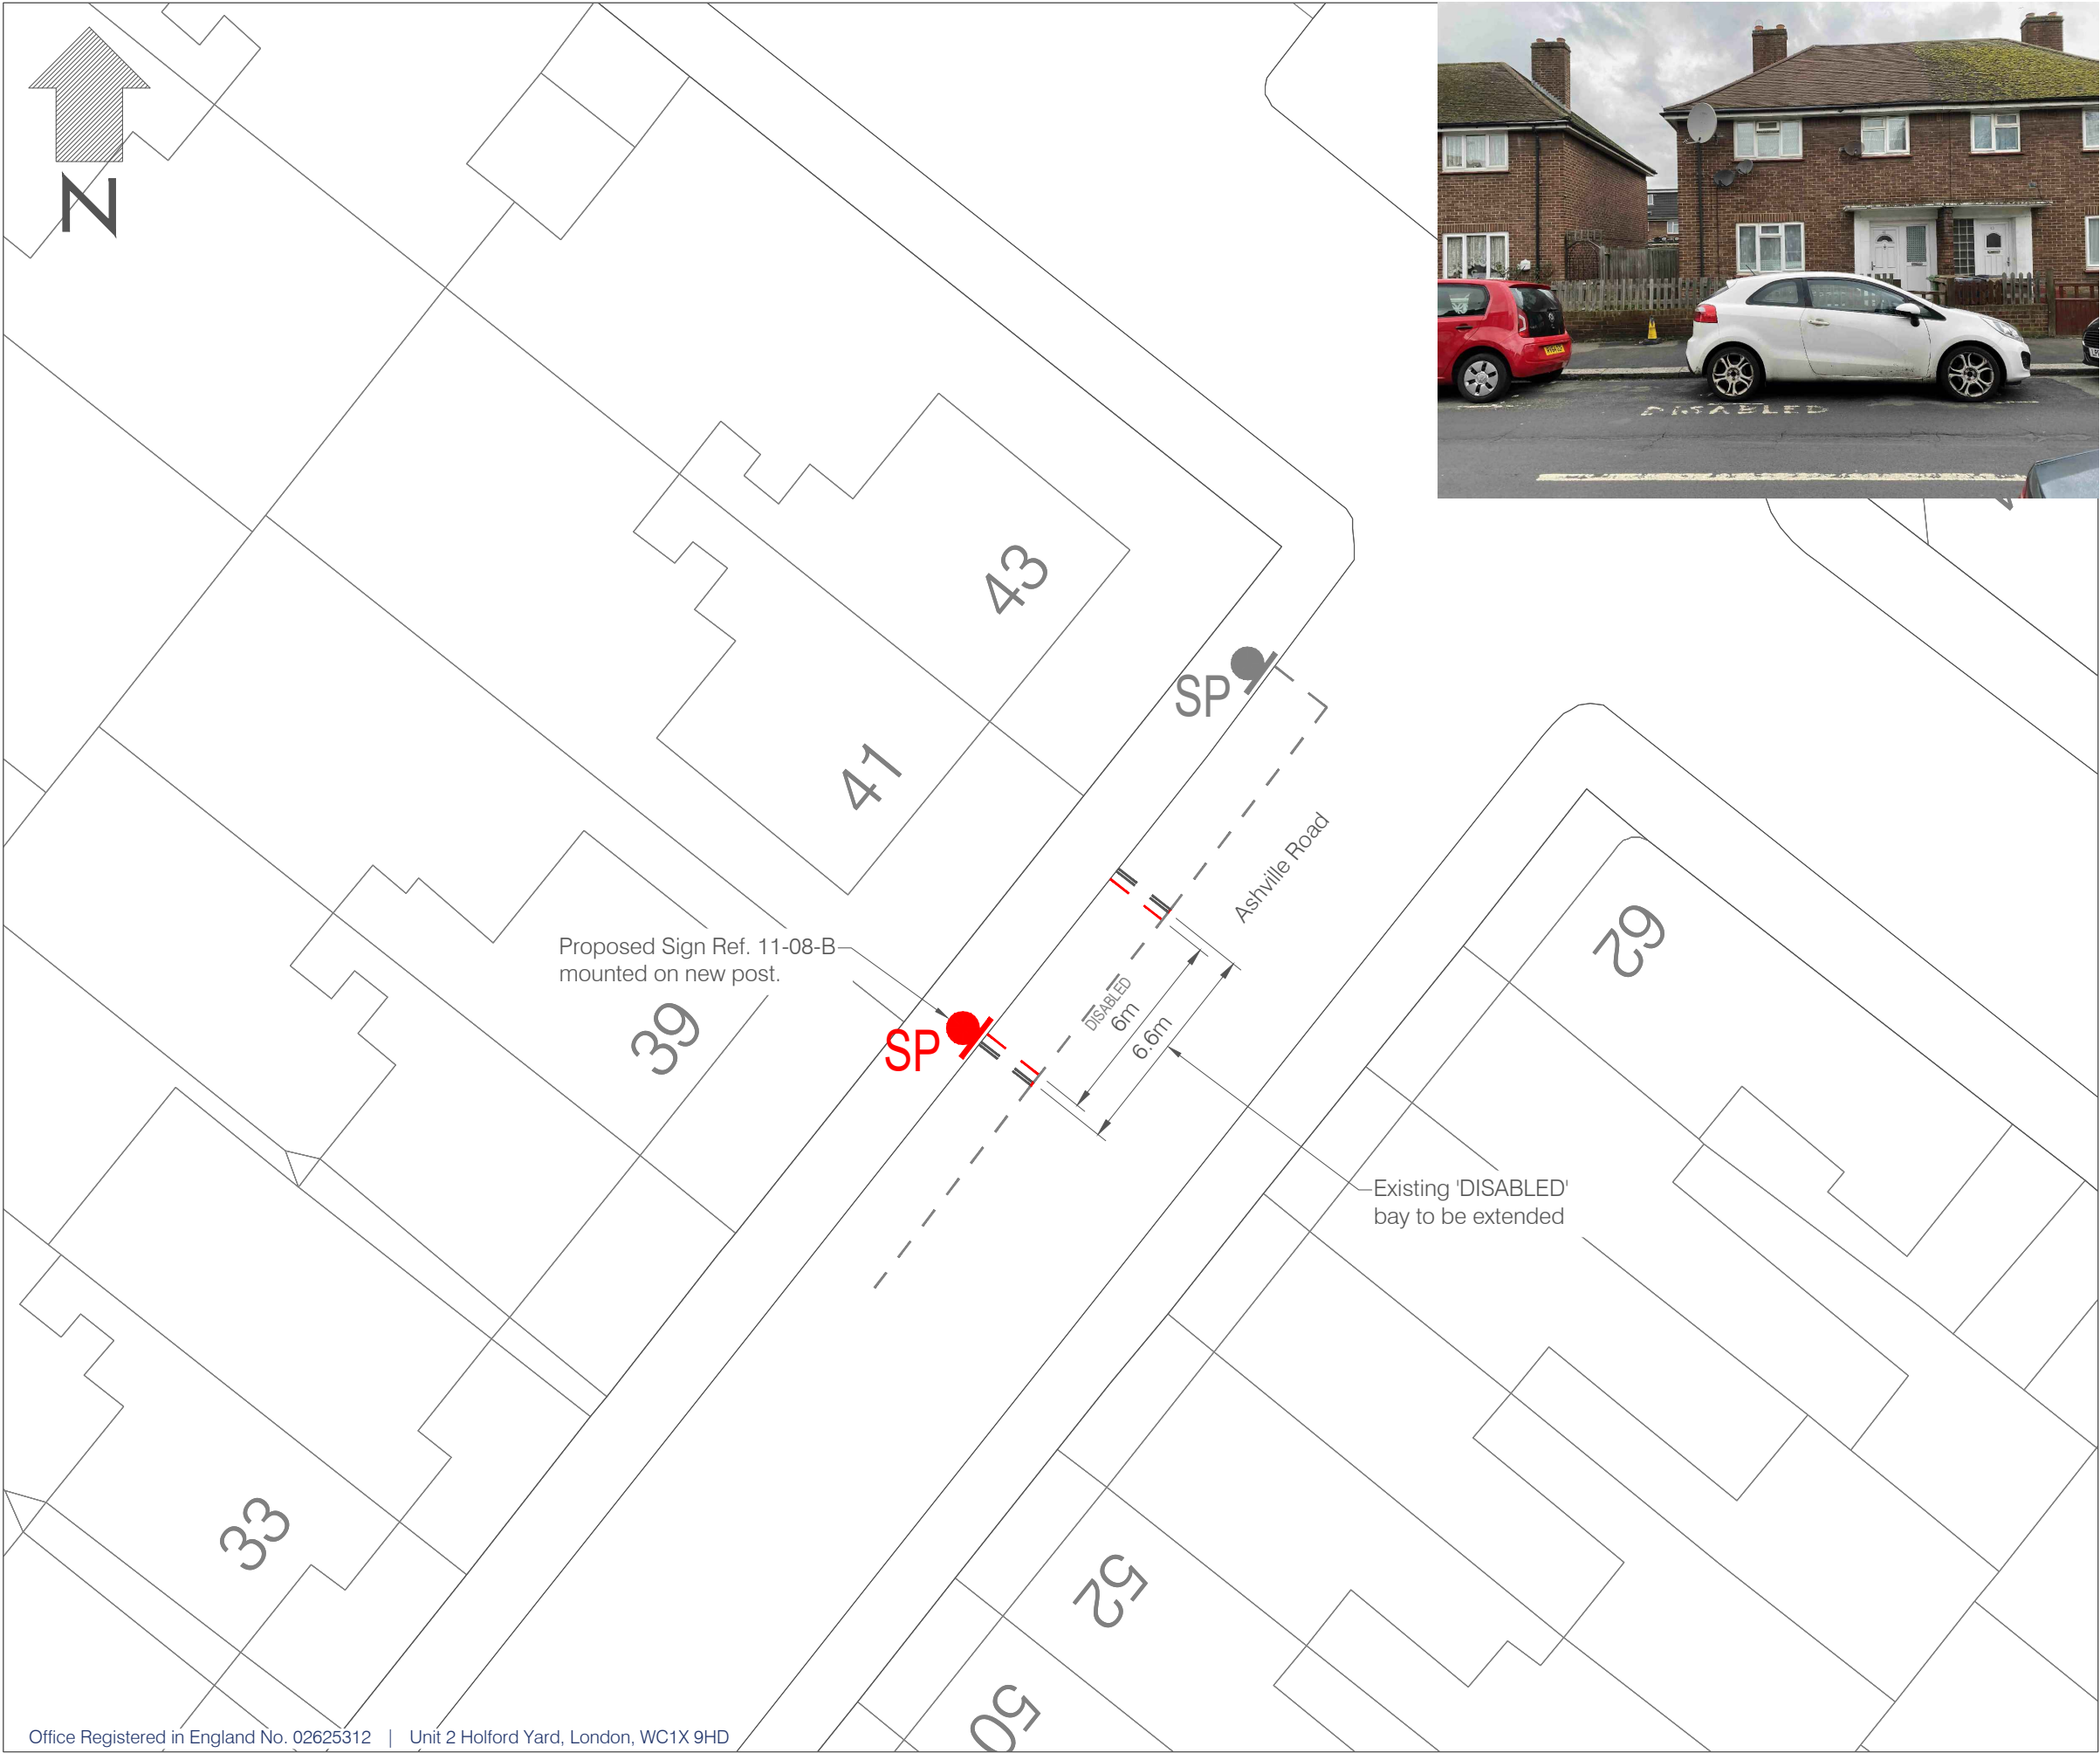 N
DISABLED
43
SP
41
Ashville Road
62
Proposed Sign Ref. 11-08-B
mounted on new post.
DISABLED
6m
6.6m
39
SP
Existing 'DISABLED'
bay to be extended
33
52
50
Office Registered in England No. 02625312 | Unit 2 Holford Yard, London, WC1X 9HD